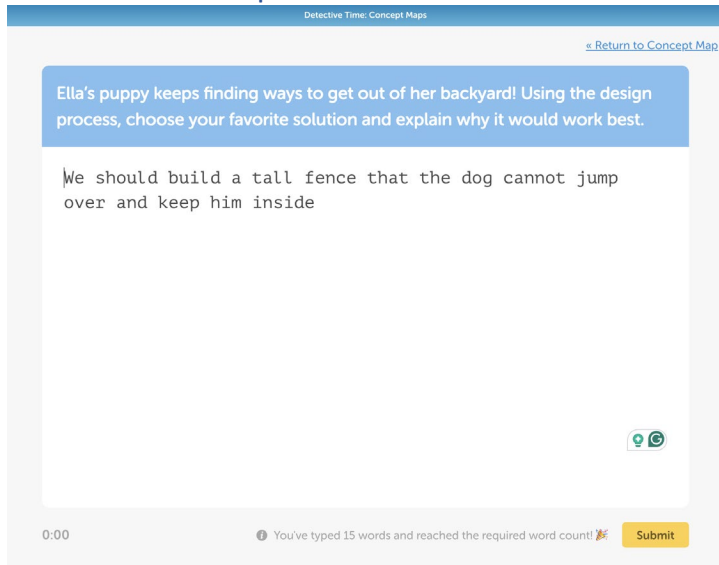 Detective Time: Concept Maps
« Return to Concept Map
Ella's puppy keeps finding ways to get out of her backyard! Using the design
process, choose your favorite solution and explain why it would work best.
We should build a tall fence that the dog cannot jump
over and keep him inside
0:00
You've typed 15 words and reached the required word count! 🎉
Submit